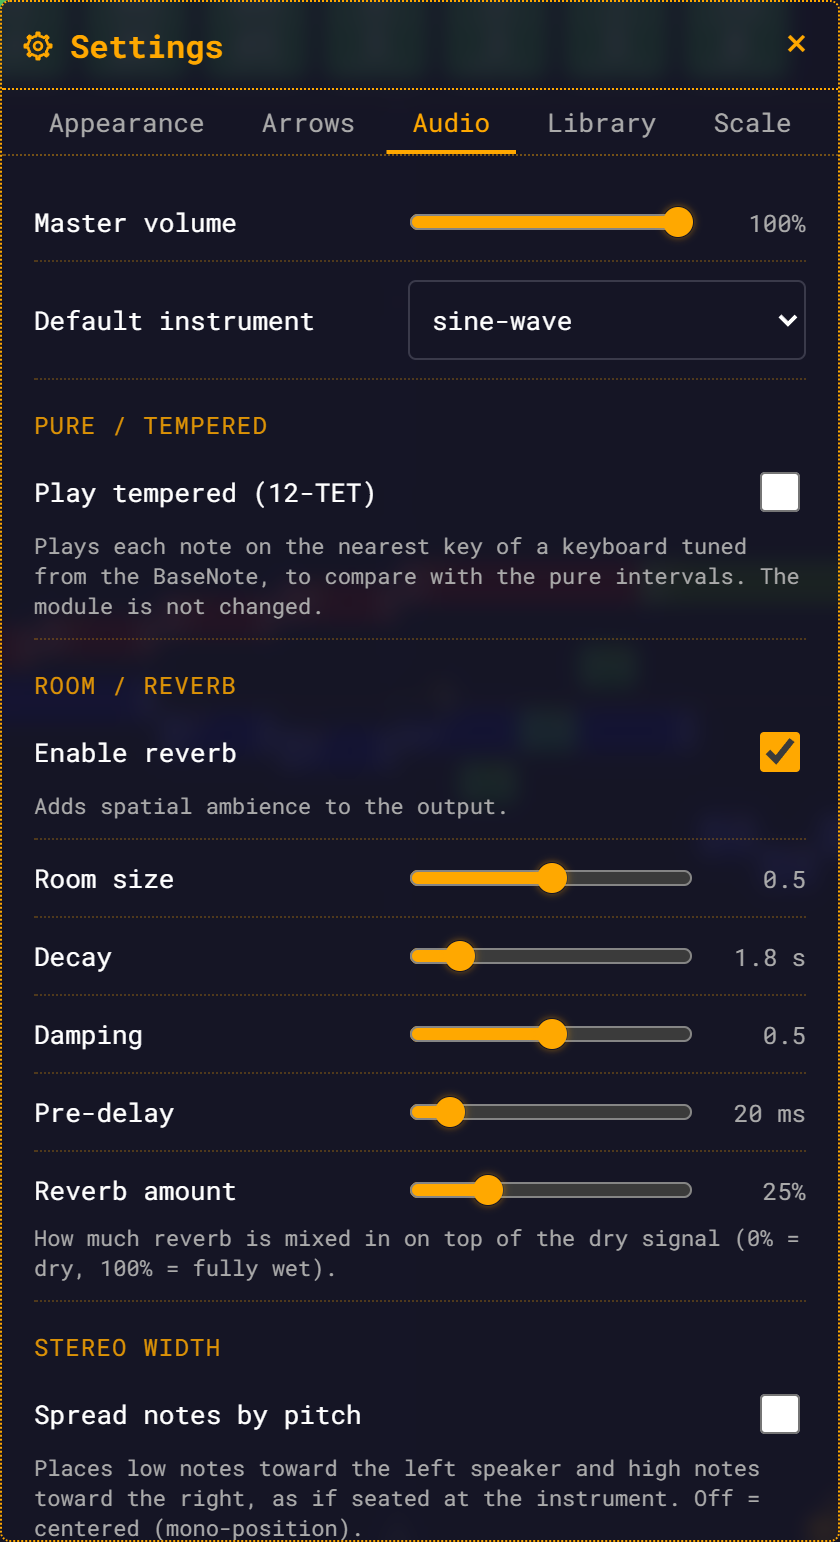 Settings
×
Appearance Arrows Audio Library Scale
Master volume 100%
Default instrument sine-wave
PURE / TEMPERED
Play tempered (12-TET)
Plays each note on the nearest key of a keyboard tuned
from the BaseNote, to compare with the pure intervals. The
module is not changed.
ROOM / REVERB
Enable reverb
Adds spatial ambience to the output.
Room size 0.5
Decay 1.8 s
Damping 0.5
Pre-delay 20 ms
Reverb amount 25%
How much reverb is mixed in on top of the dry signal (0% =
dry, 100% = fully wet).
STEREO WIDTH
Spread notes by pitch
Places low notes toward the left speaker and high notes
toward the right, as if seated at the instrument. Off =
centered (mono-position).